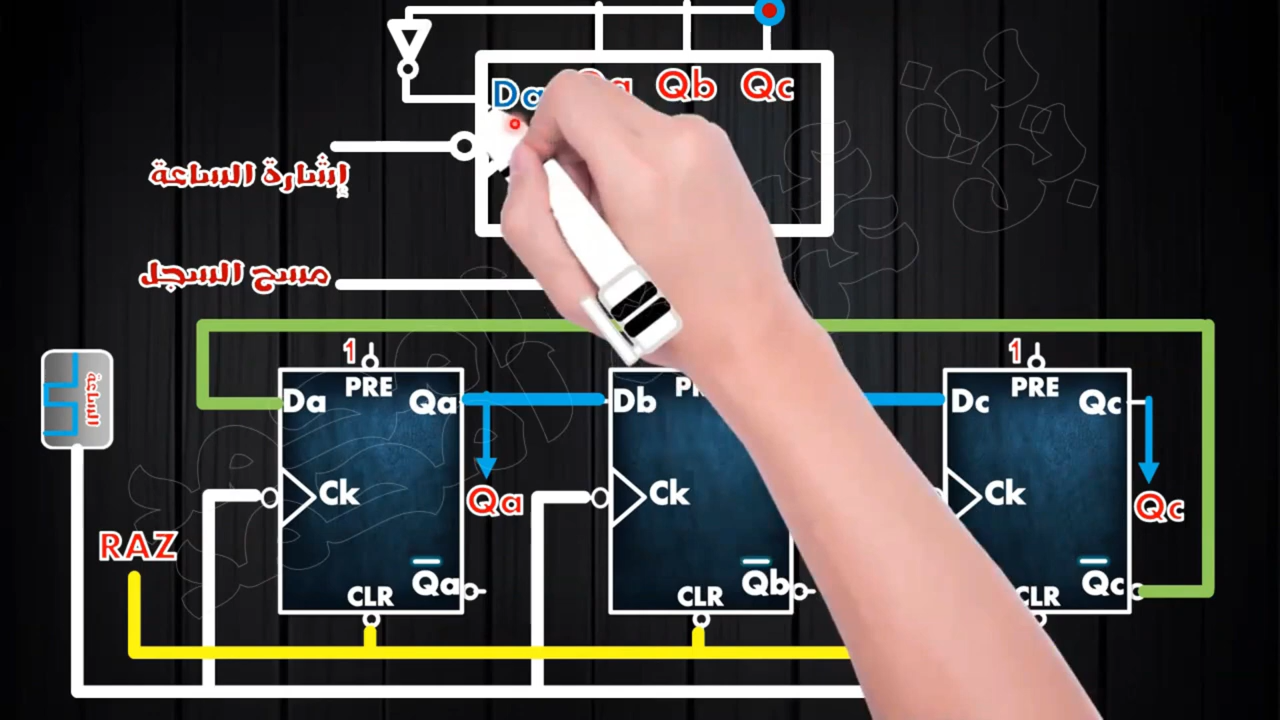 Da Qb Qc
إشارة الساعة
مسح السجل
1 1
PRE PRE
Da Qa Db Dc Qc
الساعة
Ck Ck Ck
Qa Qc
RAZ
Qa Qb Qc
CLR CLR CLR